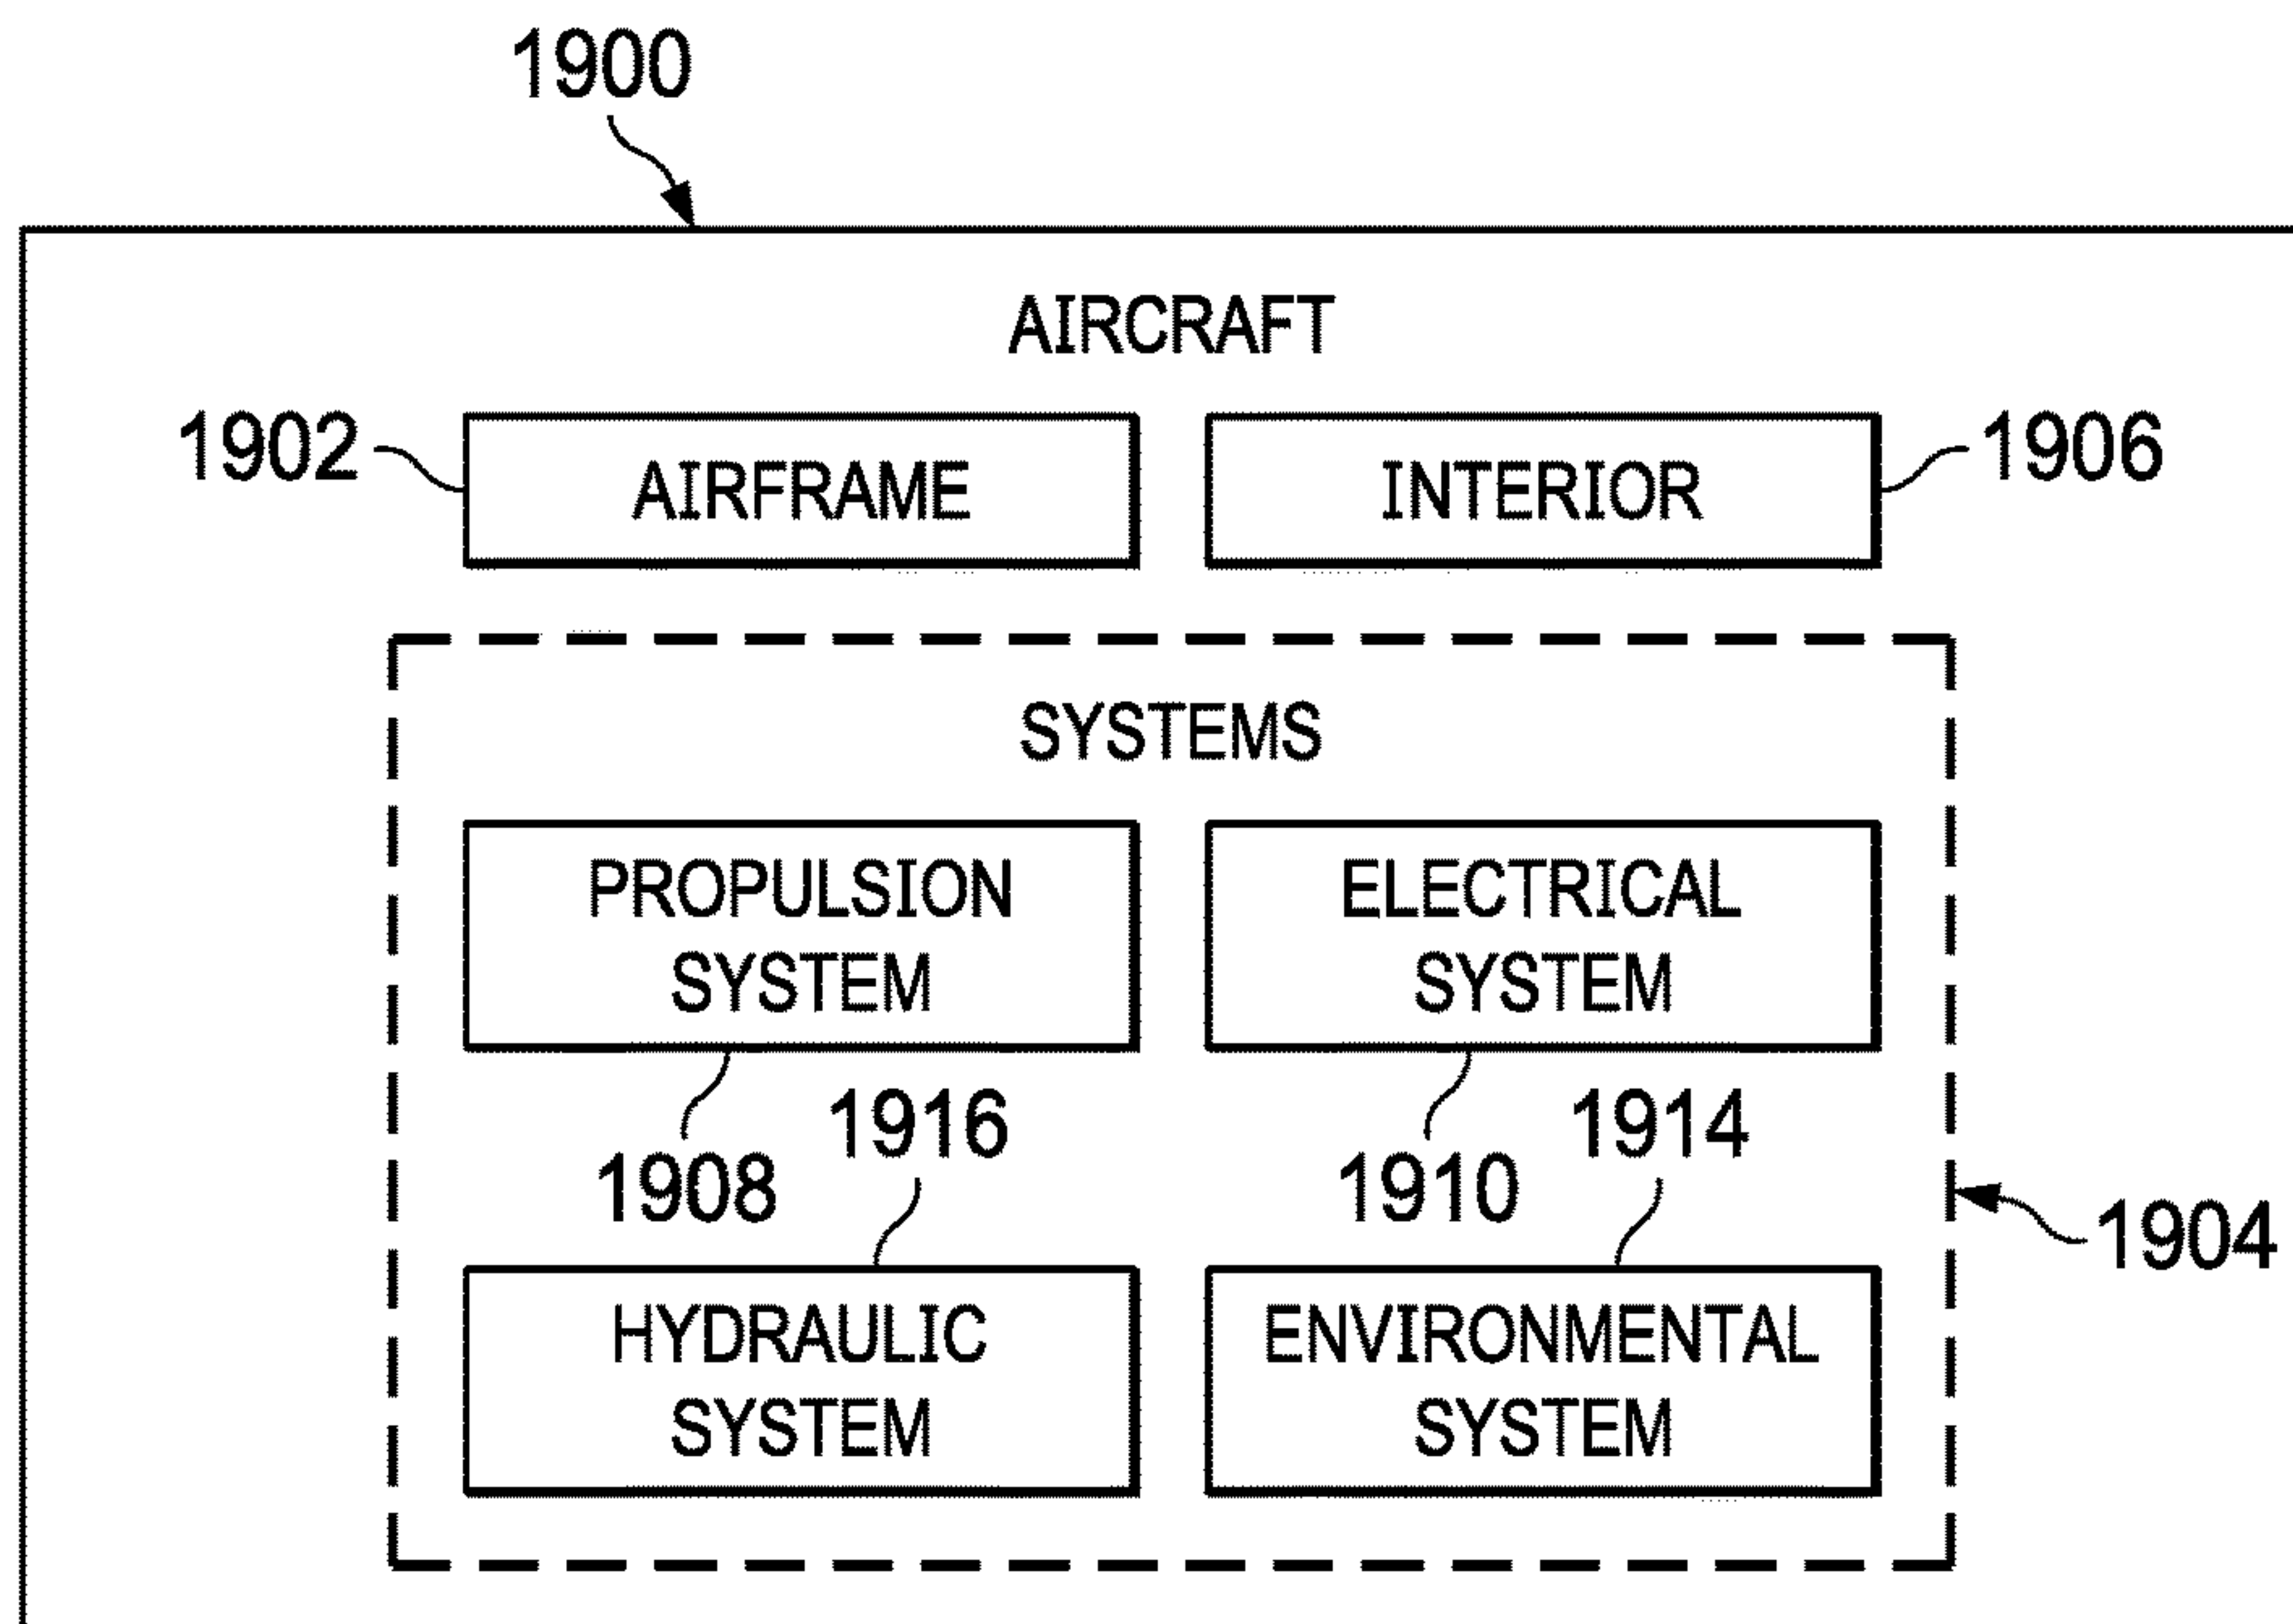 1900
AIRCRAFT
1902
AIRFRAME
INTERIOR
1906
SYSTEMS
PROPULSION
SYSTEM
ELECTRICAL
SYSTEM
1908
1916
1910
1914
1904
HYDRAULIC
SYSTEM
ENVIRONMENTAL
SYSTEM